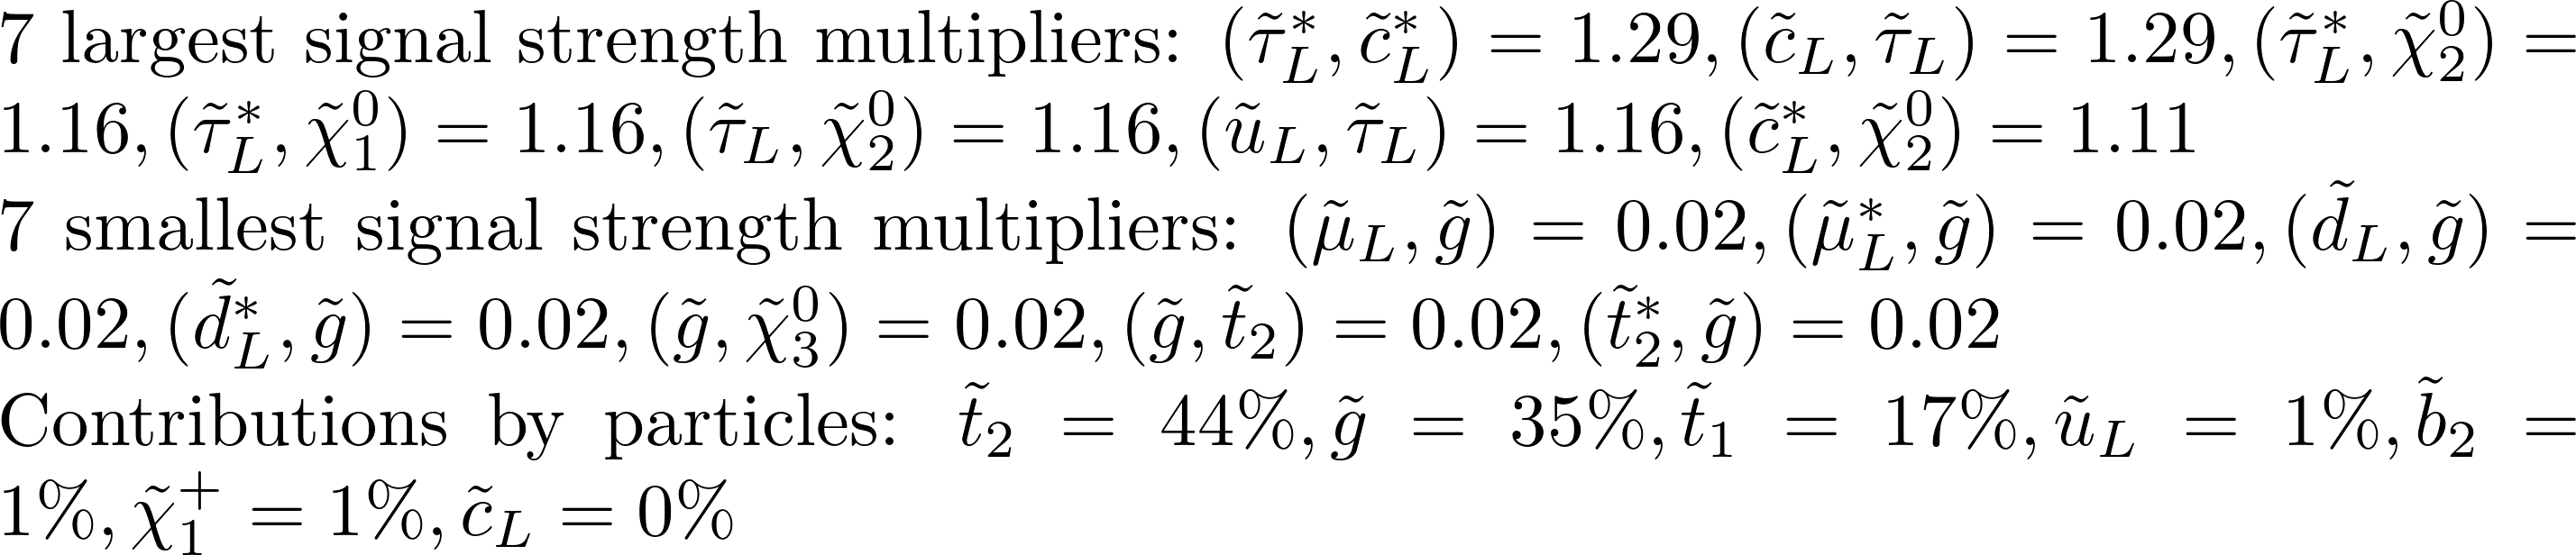 7 largest signal strength multipliers: $(\tilde{\tau}_L^*, \tilde{c}_L^*) = 1.29, (\tilde{c}_L, \tilde{\tau}_L) = 1.29, (\tilde{\tau}_L^*, \tilde{\chi}_2^0) =$
$1.16, (\tilde{\tau}_L^*, \tilde{\chi}_1^0) = 1.16, (\tilde{\tau}_L, \tilde{\chi}_2^0) = 1.16, (\tilde{u}_L, \tilde{\tau}_L) = 1.16, (\tilde{c}_L^*, \tilde{\chi}_2^0) = 1.11$
7 smallest signal strength multipliers: $(\tilde{\mu}_L, \tilde{g}) = 0.02, (\tilde{\mu}_L^*, \tilde{g}) = 0.02, (\tilde{d}_L, \tilde{g}) =$
$0.02, (\tilde{d}_L^*, \tilde{g}) = 0.02, (\tilde{g}, \tilde{\chi}_3^0) = 0.02, (\tilde{g}, \tilde{t}_2) = 0.02, (\tilde{t}_2^*, \tilde{g}) = 0.02$
Contributions by particles: $\tilde{t}_2 = 44\%, \tilde{g} = 35\%, \tilde{t}_1 = 17\%, \tilde{u}_L = 1\%, \tilde{b}_2 =$
$1\%, \tilde{\chi}_1^+ = 1\%, \tilde{c}_L = 0\%$